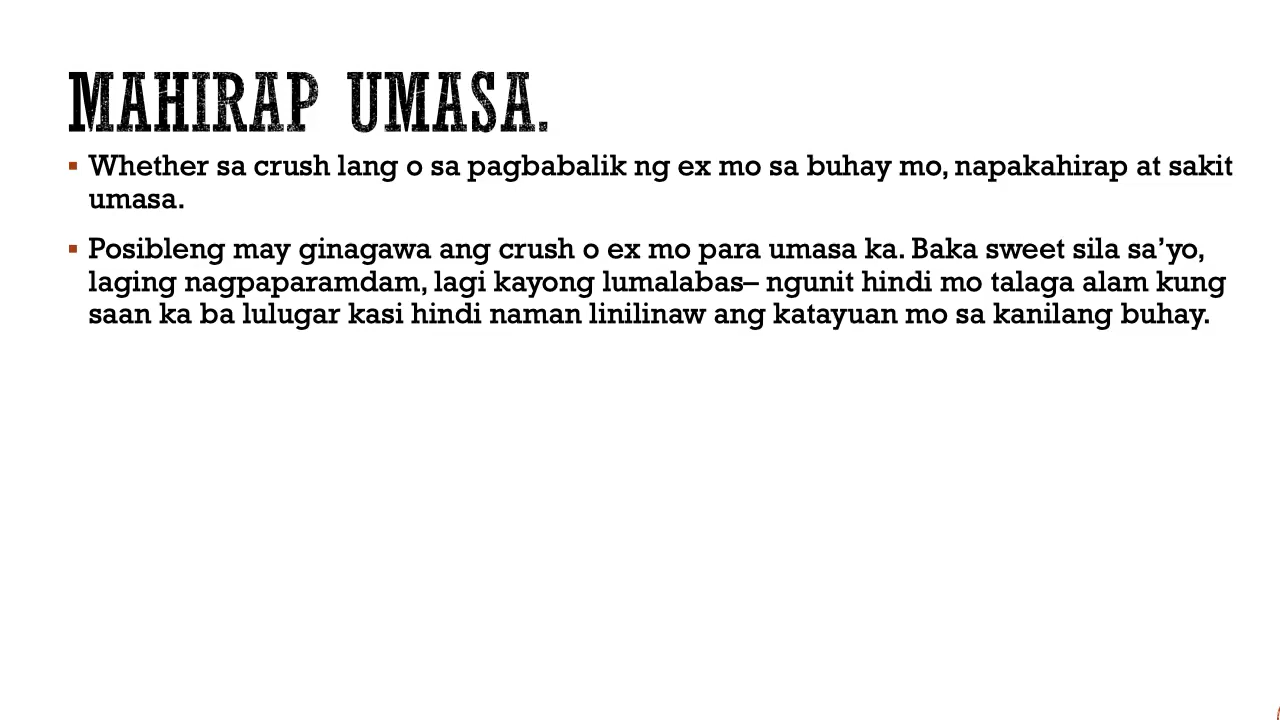 MAHIRAP UMASA.
▪ Whether sa crush lang o sa pagbabalik ng ex mo sa buhay mo, napakahirap at sakit
umasa.
▪ Posibleng may ginagawa ang crush o ex mo para umasa ka. Baka sweet sila sa’yo,
laging nagpaparamdam, lagi kayong lumalabas– ngunit hindi mo talaga alam kung
saan ka ba lulugar kasi hindi naman linilinaw ang katayuan mo sa kanilang buhay.